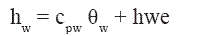 h_w = c_pw θ_w + hwe